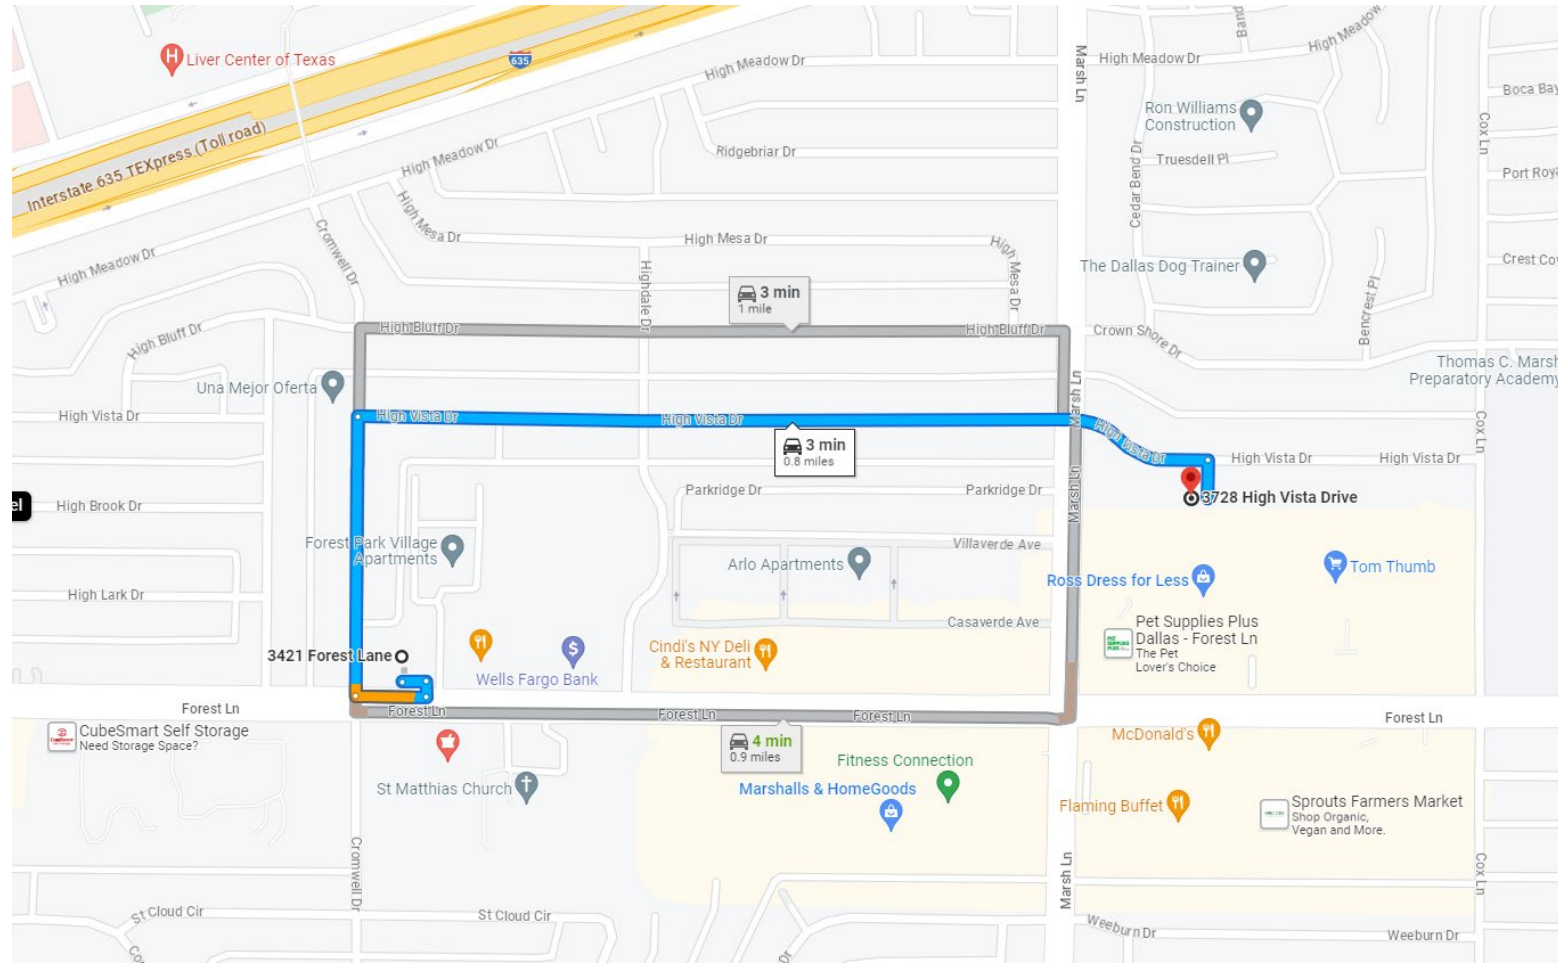 Liver Center of Texas
635
Interstate 635 TEXpress (Toll road)
High Meadow Dr
Marsh Ln
High Meadow Dr
High Meadow
Boca Bay
Ron Williams
Construction
Cox Ln
High Meadow Dr
Ridgebriar Dr
Truesdell Pl
Port Roya
Cedar Bend Dr
High Mesa Dr
Cromwell Dr
High Mesa Dr
High Mesa Dr
High Meadow Dr
Highdale Dr
The Dallas Dog Trainer
Crest Co
Bencrest Pl
3 min
1 mile
High Bluff Dr
High Bluff Dr
High Bluff Dr
Crown Shore Dr
Thomas C. Marsh
Preparatory Academy
Una Mejor Oferta
Marsh Ln
High Vista Dr
High Vista Dr
High Vista Dr
High Vista Dr
Cox Ln
3 min
0.8 miles
High Vista Dr
High Vista Dr
Parkridge Dr
Parkridge Dr
Marsh Ln
3728 High Vista Drive
el
High Brook Dr
Forest Park Village
Apartments
Villaverde Ave
Arlo Apartments
Ross Dress for Less
Tom Thumb
High Lark Dr
Casaverde Ave
Pet Supplies Plus
Dallas - Forest Ln
The Pet
Lover's Choice
3421 Forest Lane
Cindi's NY Deli
& Restaurant
Wells Fargo Bank
Forest Ln
Forest Ln
Forest Ln
Forest Ln
Forest Ln
CubeSmart Self Storage
Need Storage Space?
4 min
0.9 miles
McDonald's
Fitness Connection
St Matthias Church
Marshalls & HomeGoods
Flaming Buffet
Sprouts Farmers Market
Shop Organic,
Vegan and More.
Cromwell Dr
Marsh Ln
Cox Ln
St Cloud Cir
St Cloud Cir
Weeburn Dr
Weeburn Dr
Dr